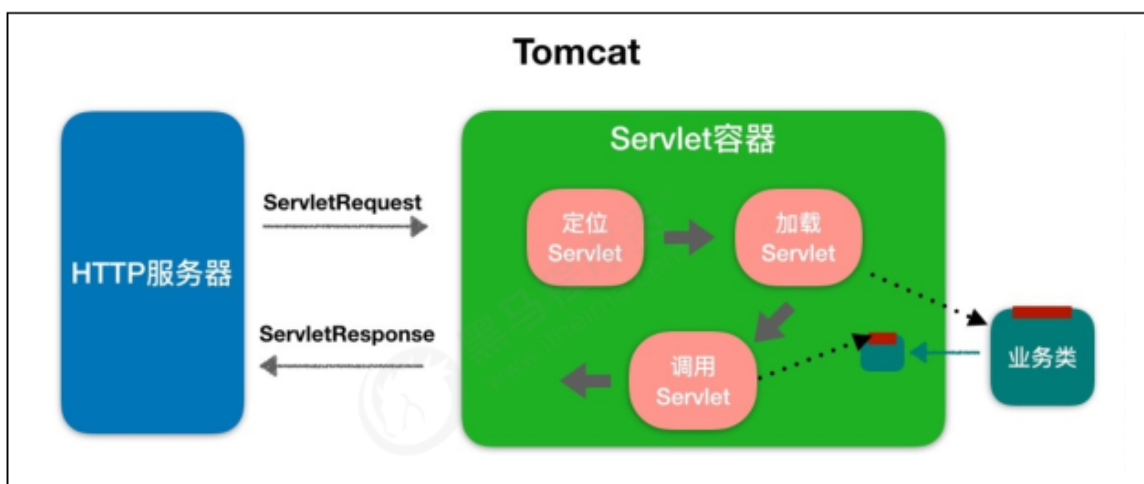 Tomcat
Servlet容器
ServletRequest
定位
Servlet
加载
Servlet
HTTP服务器
ServletResponse
调用
Servlet
业务类